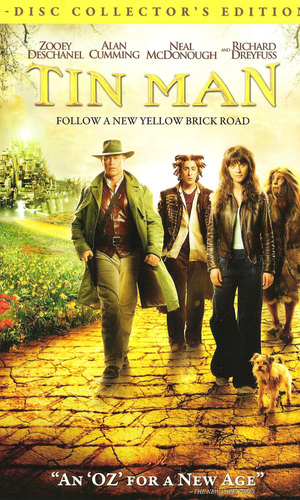 -DISC COLLECTOR'S EDITION
ZOOEY DESCHANEL
ALAN CUMMING
NEAL MCDONOUGH
AND RICHARD DREYFUSS
TIN MAN
FOLLOW A NEW YELLOW BRICK ROAD
"AN 'OZ' FOR A NEW AGE"